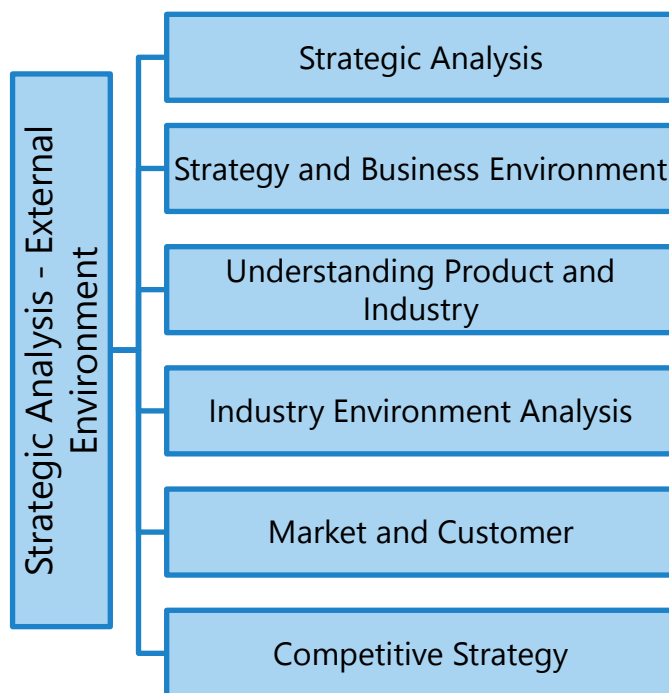 Strategic Analysis - External
Environment
Strategic Analysis
Strategy and Business Environment
Understanding Product and
Industry
Industry Environment Analysis
Market and Customer
Competitive Strategy